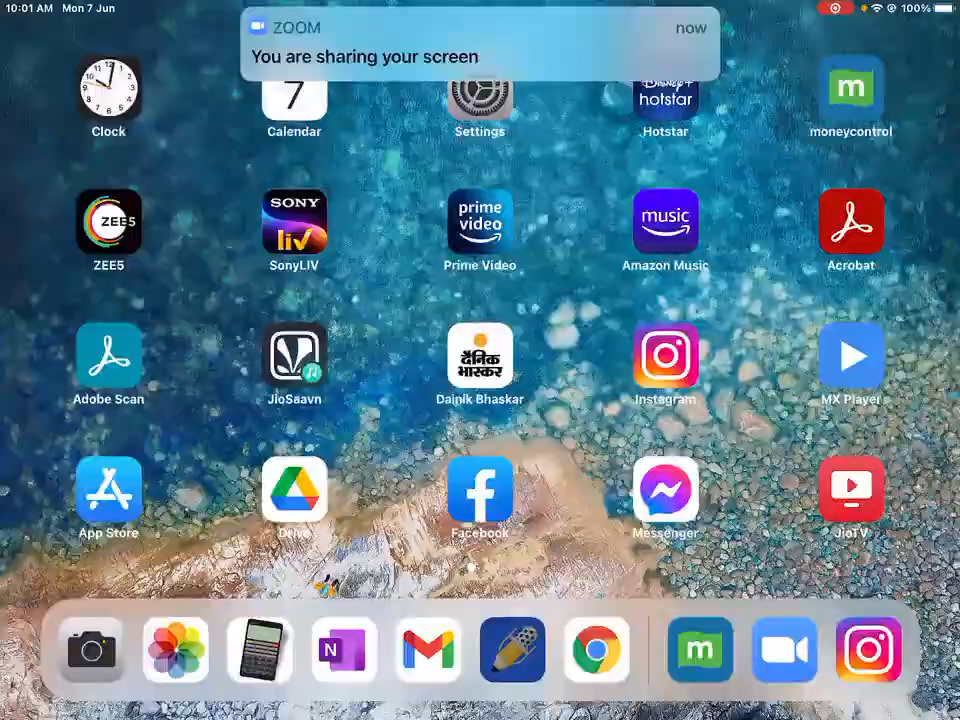 10:01 AM Mon 7 Jun
100%
ZOOM
now
You are sharing your screen
7
Disney+
hotstar
m
Clock
Calendar
Settings
Hotstar
moneycontrol
ZEE5
SONY
liv
prime
video
music
ZEE5
SonyLIV
Prime Video
Amazon Music
Acrobat
दैनिक
भास्कर
Adobe Scan
JioSaavn
Dainik Bhaskar
Instagram
MX Player
App Store
Drive
Facebook
Messenger
JioTV
N
m